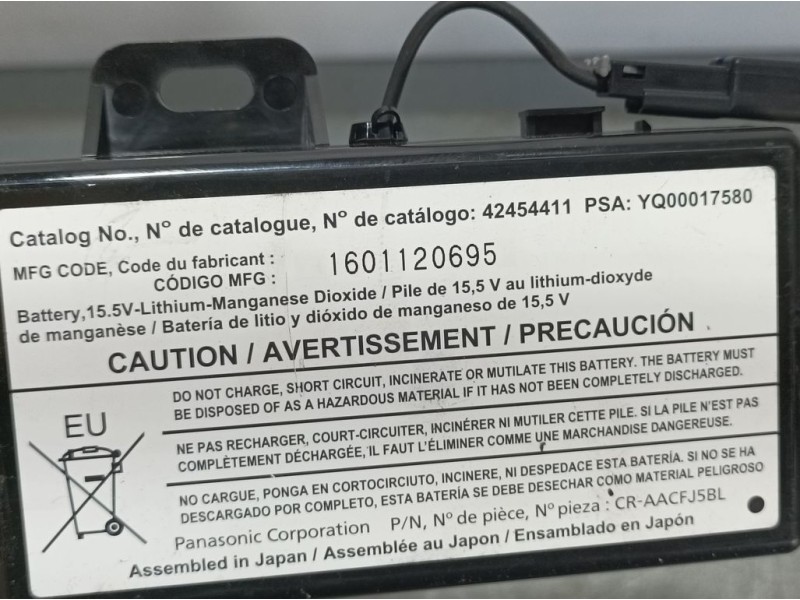 Catalog No., Nº de catalogue, Nº de catálogo: 42454411 PSA: YQ00017580
MFG CODE, Code du fabricant :
CÓDIGO MFG :
1601120695
Battery,15.5V-Lithium-Manganese Dioxide / Pile de 15,5 V au lithium-dioxyde
de manganèse / Batería de litio y dióxido de manganeso de 15,5 V
CAUTION / AVERTISSEMENT / PRECAUCIÓN
EU
DO NOT CHARGE, SHORT CIRCUIT, INCINERATE OR MUTILATE THIS BATTERY. THE BATTERY MUST
BE DISPOSED OF AS A HAZARDOUS MATERIAL IF IT HAS NOT BEEN COMPLETELY DISCHARGED.
NE PAS RECHARGER, COURT-CIRCUITER, INCINÉRER NI MUTILER CETTE PILE. SI LA PILE N'EST PAS
COMPLÈTEMENT DÉCHARGÉE, IL FAUT L'ÉLIMINER COMME UNE MARCHANDISE DANGEREUSE.
NO CARGUE, PONGA EN CORTOCIRCIUTO, INCINERE, NI DESPEDACE ESTA BATERÍA. SI NO SE HA
DESCARGADO POR COMPLETO, ESTA BATERÍA SE DEBE DESECHAR COMO MATERIAL PELIGROSO
Panasonic Corporation P/N, Nº de pièce, Nº pieza : CR-AACFJ5BL
Assembled in Japan / Assemblée au Japon / Ensamblado en Japón